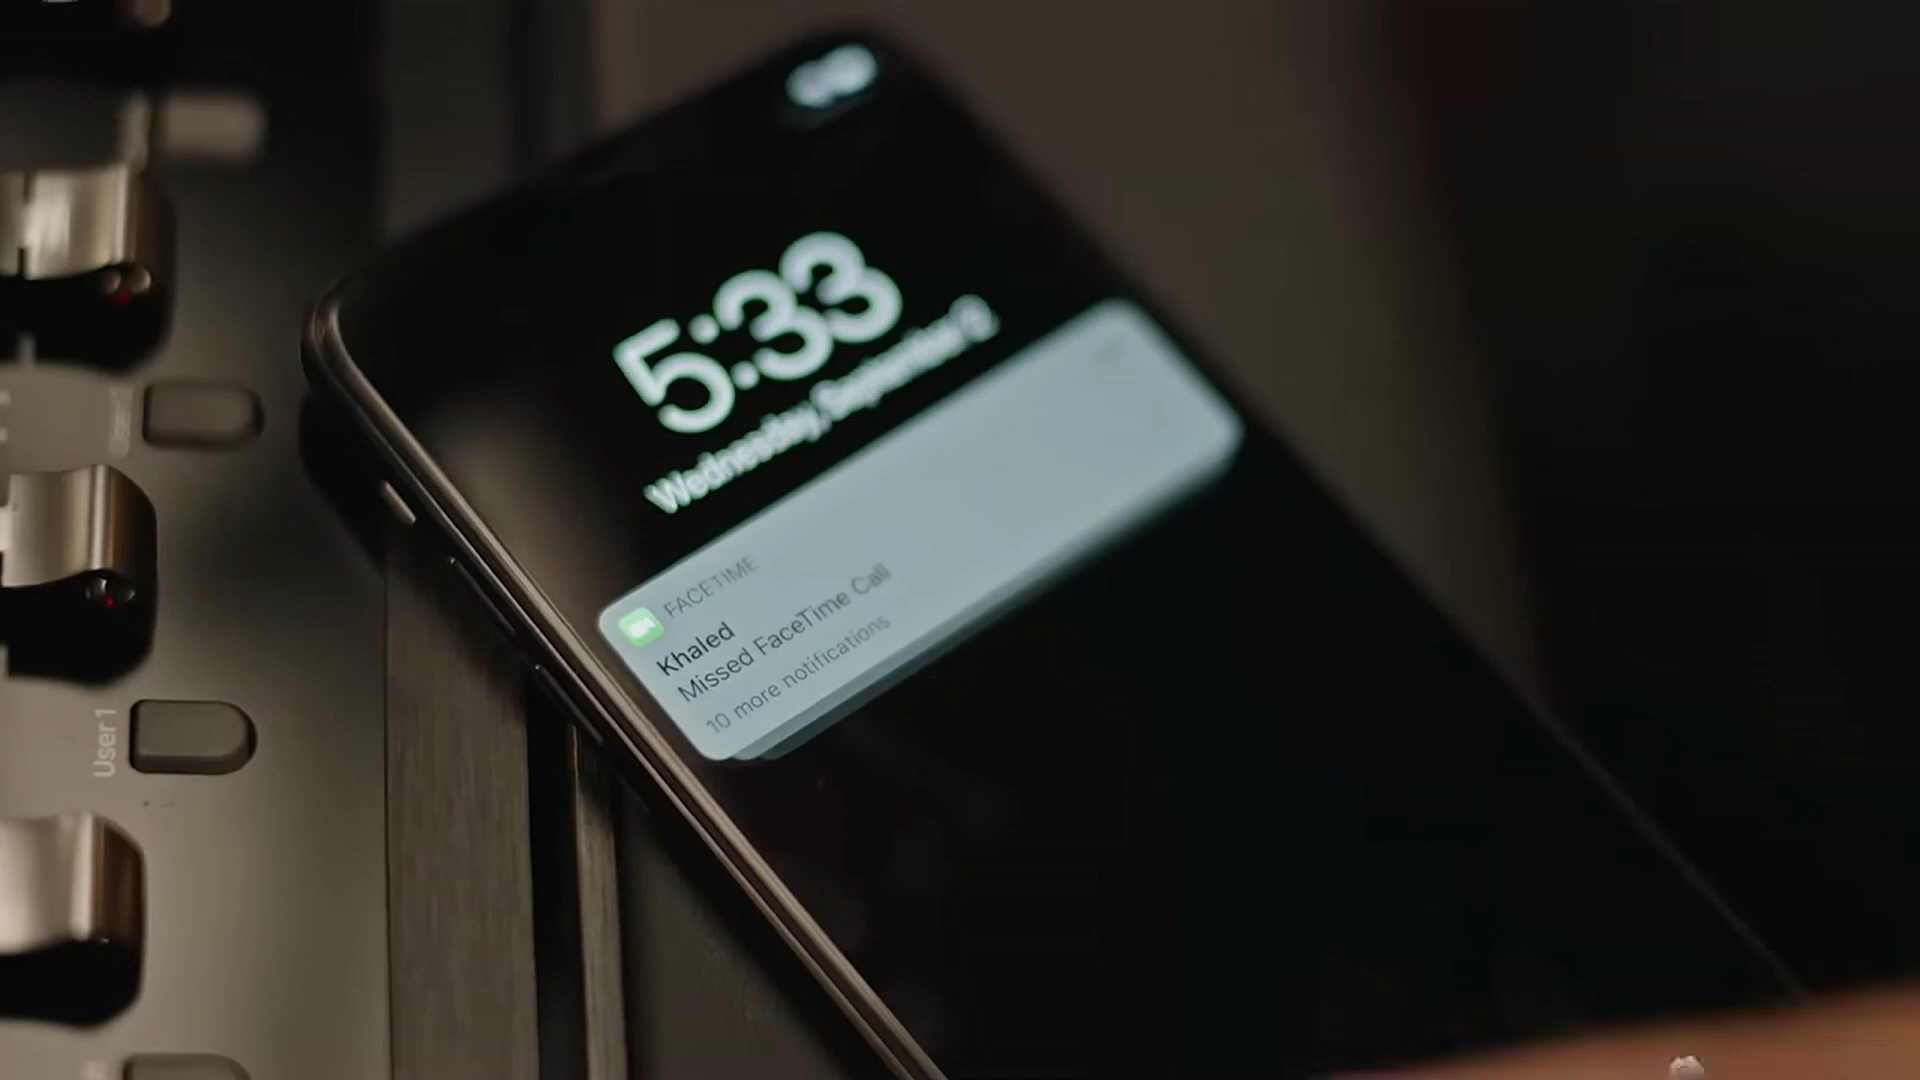 5:33
Wednesday, September 2
FACETIME
Khaled
Missed FaceTime Call
10 more notifications
User 1